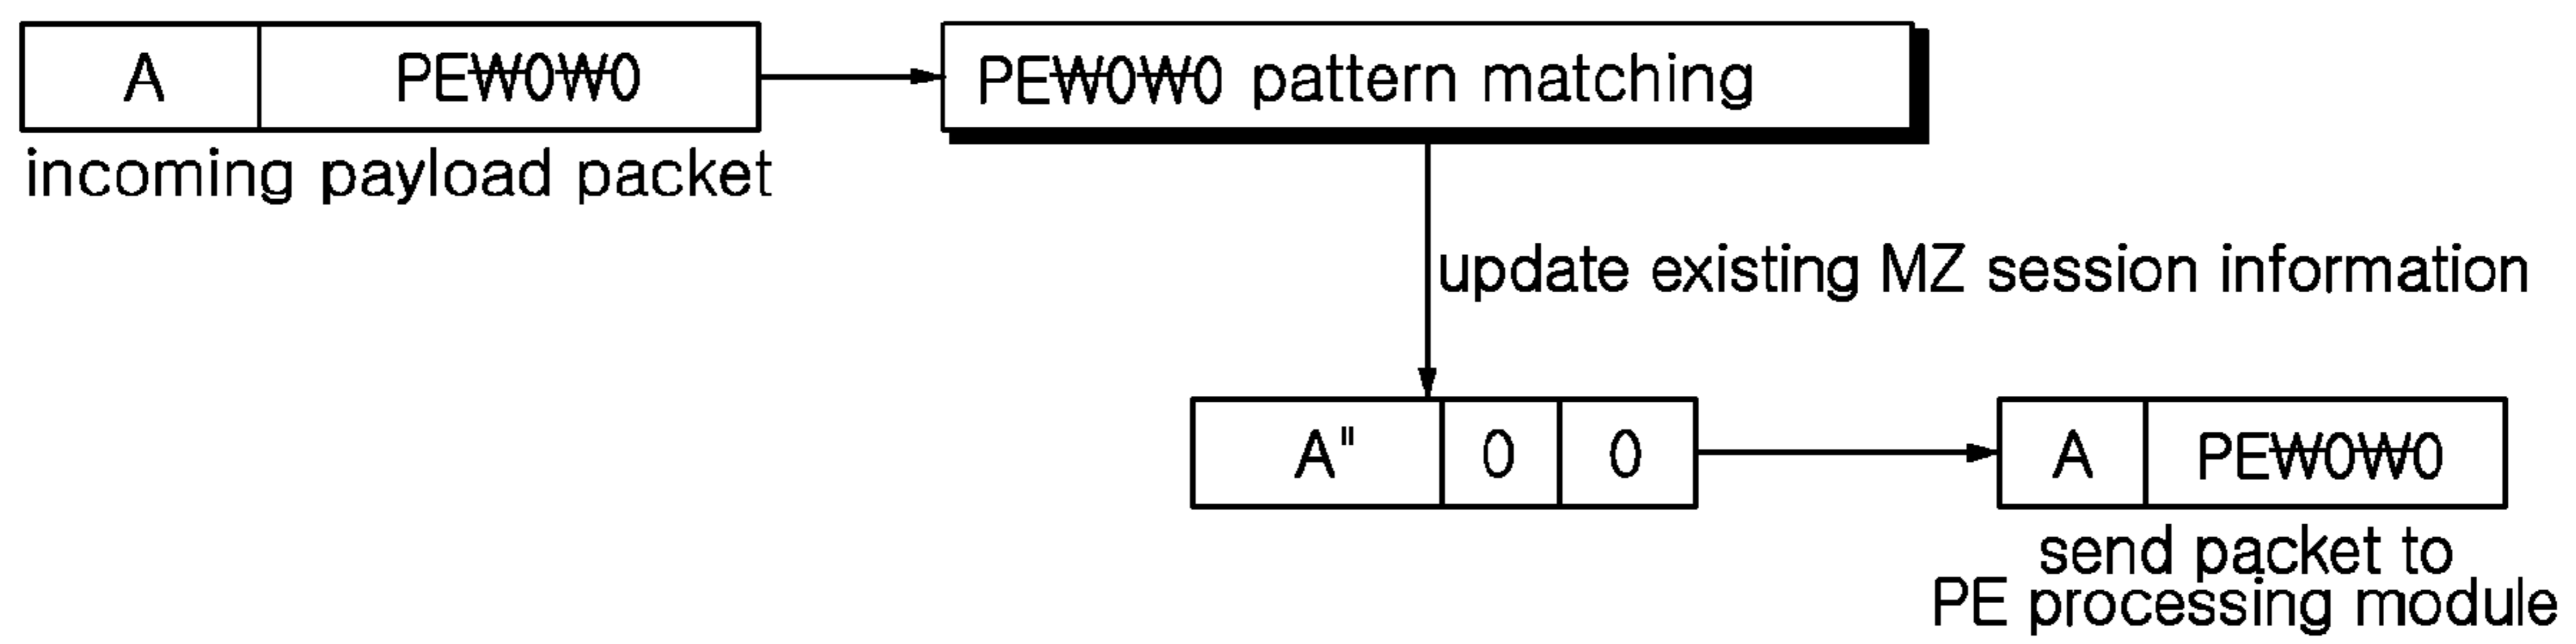 A PE₩0₩0
PE₩0₩0 pattern matching
incoming payload packet
update existing MZ session information
A" 0 0
A PE₩0₩0
send packet to
PE processing module